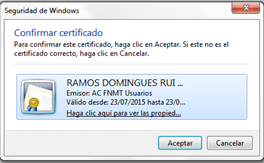 Seguridad de Windows
Confirmar certificado
Para confirmar este certificado, haga clic en Aceptar. Si este no es el
certificado correcto, haga clic en Cancelar.
RAMOS DOMINGUES RUI ...
Emisor: AC FNMT Usuarios
Válido desde: 23/07/2015 hasta 23/0...
Haga clic aquí para ver las propied...
Aceptar
Cancelar